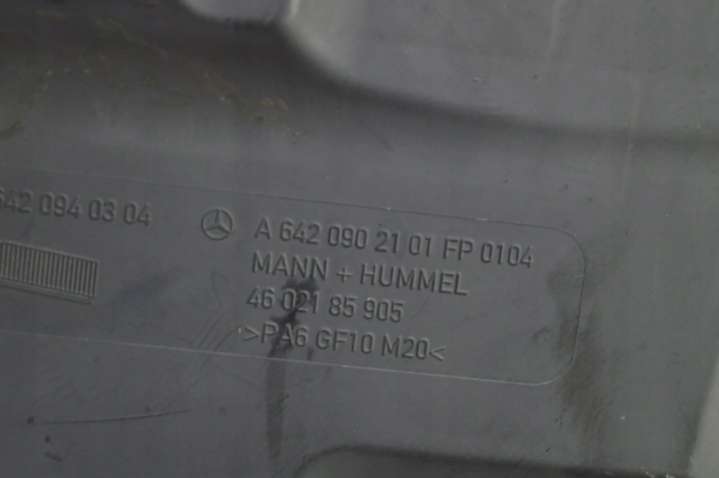 642 094 03 04
A 642 090 21 01 FP 0104
MANN + HUMMEL
46 021 85 905
>PA6 GF10 M20<